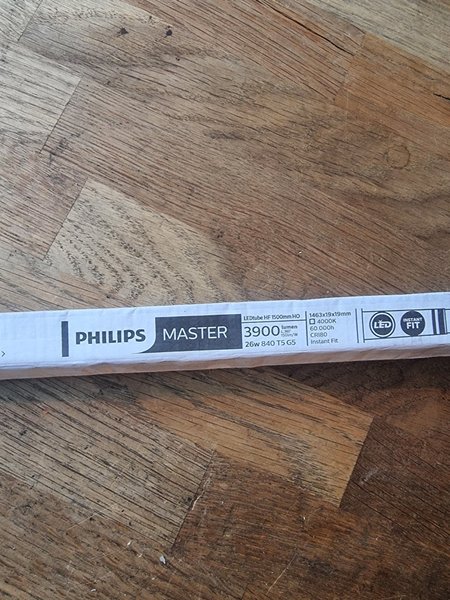 PHILIPS
MASTER
LEDtube HF 1500mm HO
3900 lumen
26w 840 T5 G5
1463x19x19mm
4000K
60.000h
CRI80
Instant Fit
LED
INSTANT
FIT